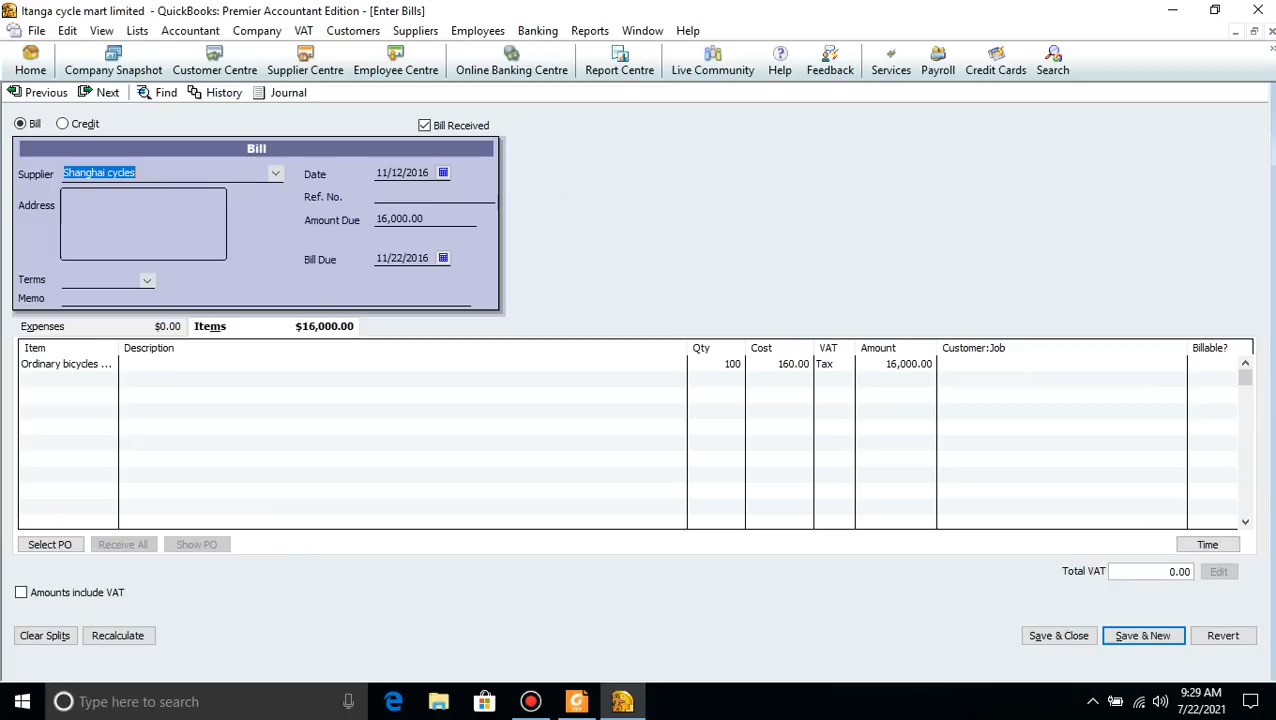 Itanga cycle mart limited - QuickBooks: Premier Accountant Edition - [Enter Bills]
File Edit View Lists Accountant Company VAT Customers Suppliers Employees Banking Reports Window Help
Home Company Snapshot Customer Centre Supplier Centre Employee Centre Online Banking Centre Report Centre Live Community Help Feedback Services Payroll Credit Cards Search
Previous Next Find History Journal
Bill Credit Bill Received
Bill
Supplier Shanghai cycles Date 11/12/2016
Ref. No.
Address
Amount Due 16,000.00
Bill Due 11/22/2016
Terms
Memo
Expenses $0.00 Items $16,000.00
Item Description Qty Cost VAT Amount Customer:Job Billable?
Ordinary bicycles ... 100 160.00 Tax 16,000.00
Select PO Receive All Show PO Time
Total VAT 0.00 Edit
Amounts include VAT
Clear Splits Recalculate Save & Close Save & New Revert
Type here to search
9:29 AM
7/22/2021